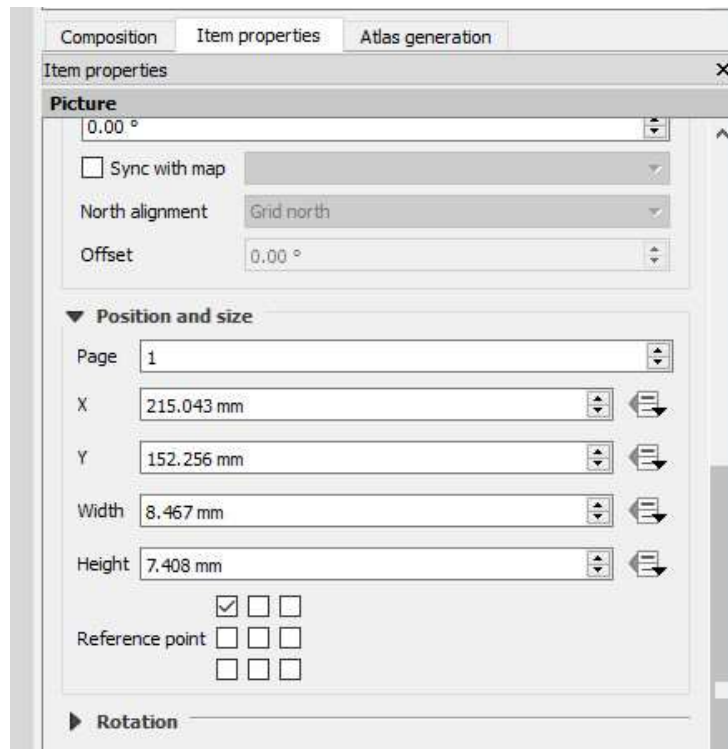 Composition Item properties Atlas generation
Item properties
Picture
0.00 °
Sync with map
North alignment Grid north
Offset 0.00 °
Position and size
Page 1
X 215.043 mm
Y 152.256 mm
Width 8.467 mm
Height 7.408 mm
Reference point
Rotation